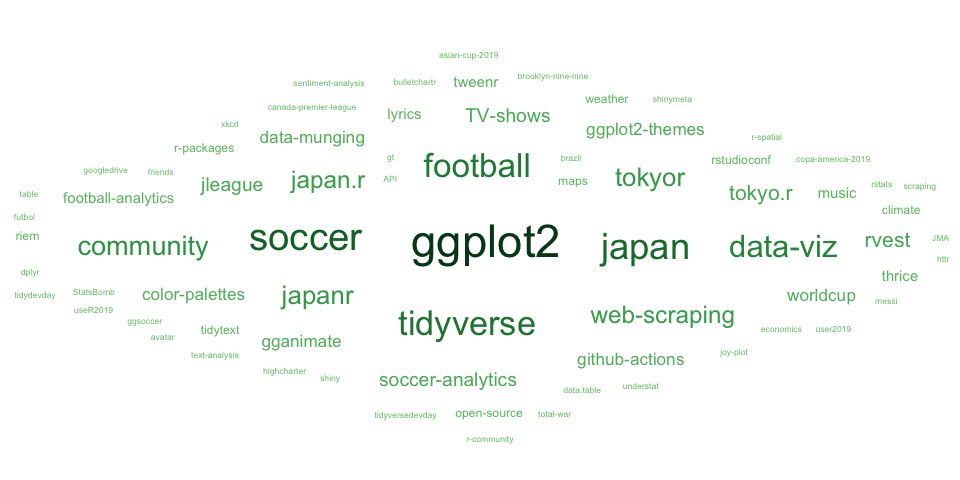 asian-cup-2019
sentiment-analysis
bulletchartr
tweenr
brooklyn-nine-nine
canada-premier-league
lyrics
TV-shows
weather
shinymeta
xkcd
data-munging
ggplot2-themes
r-packages
r-spatial
googledrive
friends
gt
football
brazil
rstudioconf
copa-america-2019
table
football-analytics
jleague
japan.r
API
maps
tokyor
tokyo.r
music
rstats
scraping
futbol
climate
riem
community
soccer
ggplot2
japan
data-viz
rvest
JMA
httr
dplyr
thrice
tidydevday
StatsBomb
color-palettes
japanr
worldcup
messi
useR2019
ggsoccer
tidytext
tidyverse
web-scraping
economics
user2019
avatar
gganimate
text-analysis
github-actions
joy-plot
highcharter
shiny
soccer-analytics
data.table
understat
tidyversedevday
open-source
total-war
r-community